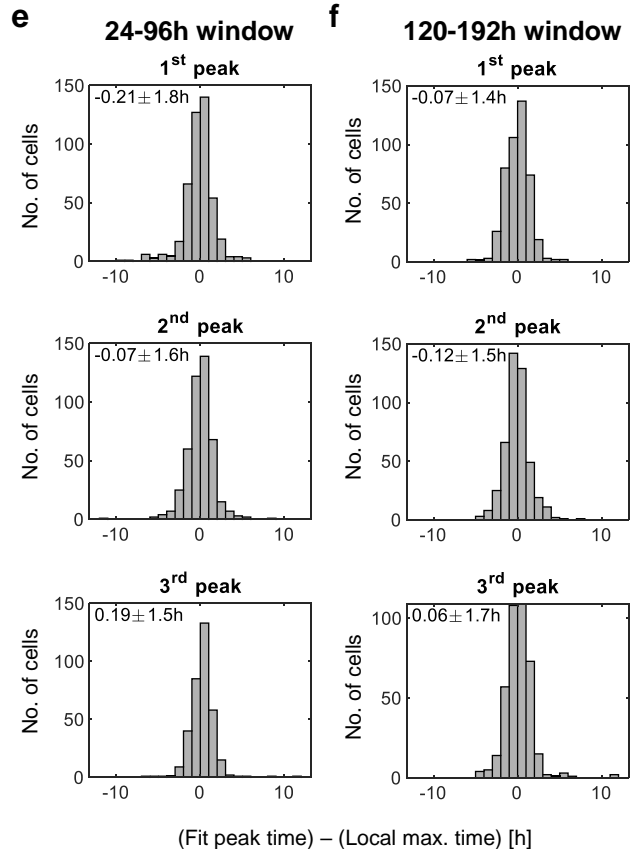 e
24-96h window
f
120-192h window
1st peak
-0.21±1.8h
No. of cells
150
100
50
0
-10
0
10
1st peak
-0.07±1.4h
No. of cells
150
100
50
0
-10
0
10
2nd peak
-0.07±1.6h
No. of cells
150
100
50
0
-10
0
10
2nd peak
-0.12±1.5h
No. of cells
150
100
50
0
-10
0
10
3rd peak
0.19±1.5h
No. of cells
150
100
50
0
-10
0
10
3rd peak
0.06±1.7h
No. of cells
100
50
0
-10
0
10
(Fit peak time) – (Local max. time) [h]